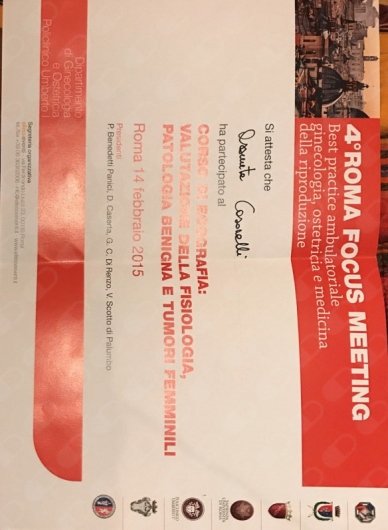 4° ROMA FOCUS MEETING
Best practice ambulatoriale
ginecologia, ostetricia e medicina
della riproduzione
Si attesta che
ha partecipato al
CORSO DI ECOGRAFIA:
VALUTAZIONE DELLA FISIOLOGIA,
PATOLOGIA BENIGNA E TUMORI FEMMINILI
Roma 14 febbraio 2015
Presidenti
P. Benedetti Panici, D. Caserta, G. C. Di Renzo, V. Scotto di Palumbo
Dipartimento
di Ginecologia
e Ostetricia
Policlinico Umberto I
Segreteria organizzativa